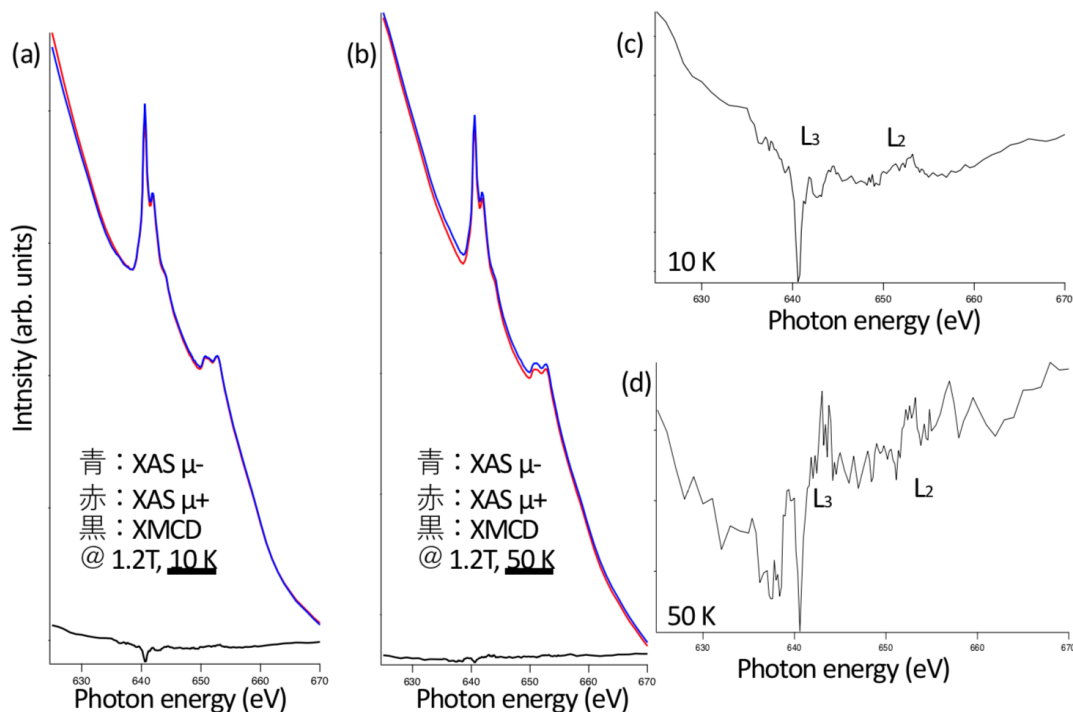 (a)
(b)
(c)
(d)
Intnsity (arb. units)
青：XAS μ-
赤：XAS μ+
黒：XMCD
@ 1.2T, 10 K
630 640 650 660 670
Photon energy (eV)
青：XAS μ-
赤：XAS μ+
黒：XMCD
@ 1.2T, 50 K
630 640 650 660 670
Photon energy (eV)
L3
L2
10 K
630 640 650 660 670
Photon energy (eV)
L3
L2
50 K
630 640 650 660 670
Photon energy (eV)